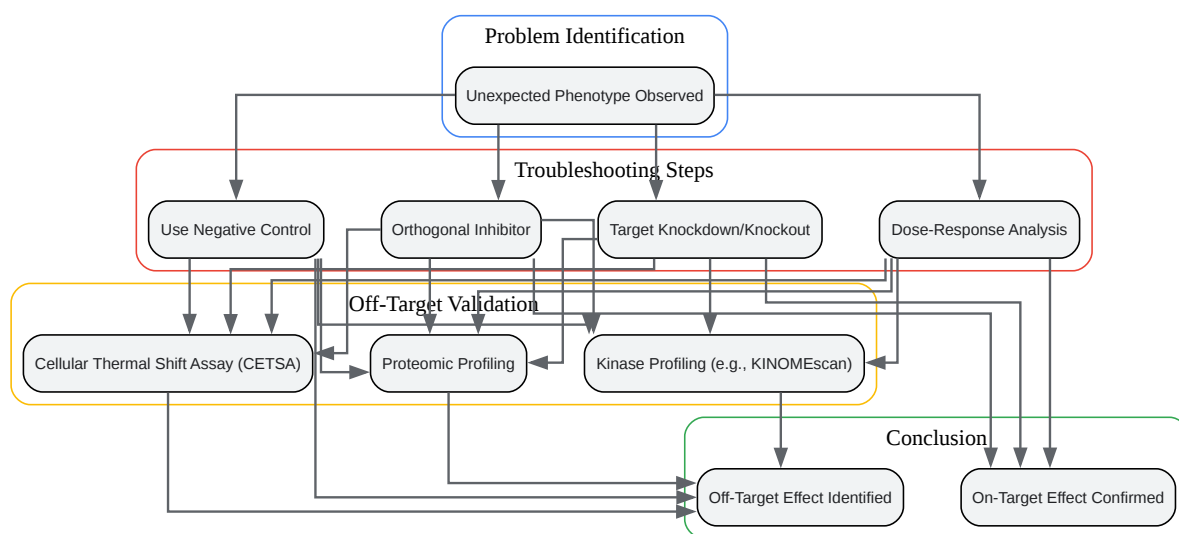 Problem Identification
Unexpected Phenotype Observed
Troubleshooting Steps
Use Negative Control
Orthogonal Inhibitor
Target Knockdown/Knockout
Dose-Response Analysis
Off-Target Validation
Cellular Thermal Shift Assay (CETSA)
Proteomic Profiling
Kinase Profiling (e.g., KINOMEscan)
Conclusion
Off-Target Effect Identified
On-Target Effect Confirmed